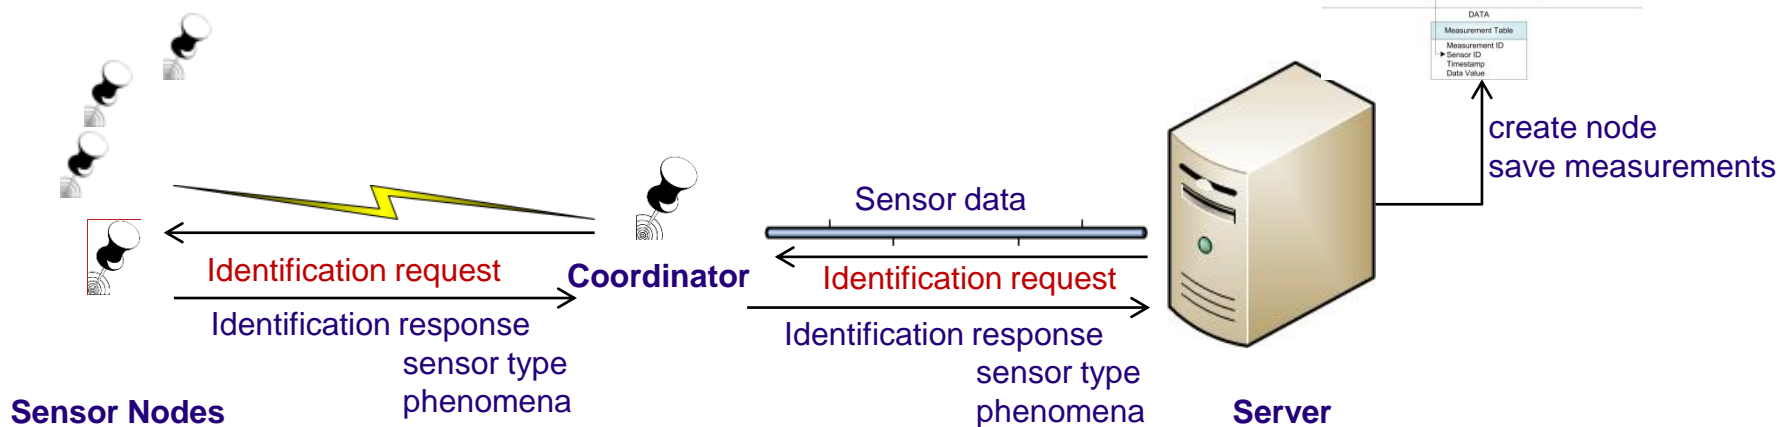 DATA
Measurement Table
Measurement ID
Sensor ID
Timestamp
Data Value
create node
save measurements
Sensor data
Identification request
Coordinator
Identification request
Identification response
sensor type
phenomena
Identification response
sensor type
phenomena
Sensor Nodes
Server